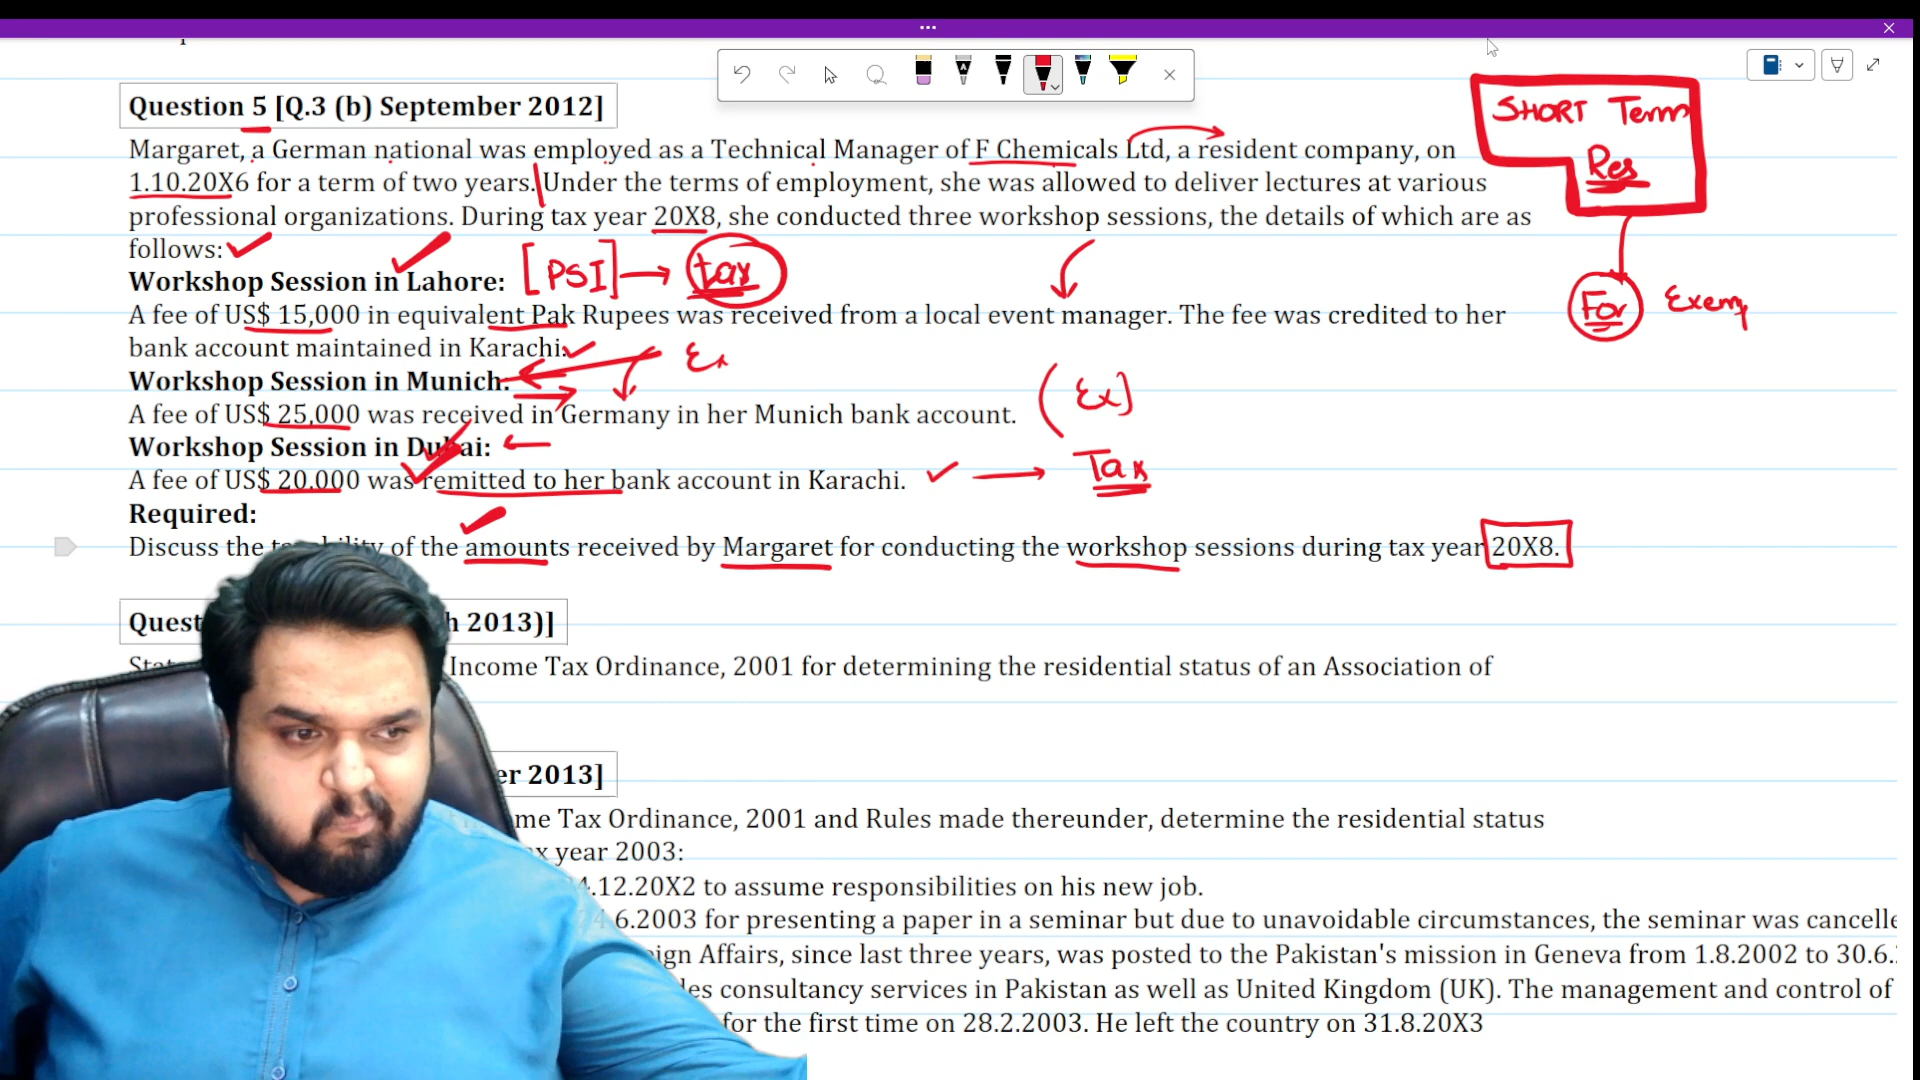 Question 5 [Q.3 (b) September 2012]
SHORT Term
Res
Margaret, a German national was employed as a Technical Manager of F Chemicals Ltd, a resident company, on
1.10.20X6 for a term of two years. Under the terms of employment, she was allowed to deliver lectures at various
professional organizations. During tax year 20X8, she conducted three workshop sessions, the details of which are as
follows:
Workshop Session in Lahore: [PSI] → tax
For Exemp
A fee of US$ 15,000 in equivalent Pak Rupees was received from a local event manager. The fee was credited to her
bank account maintained in Karachi. Ex
Workshop Session in Munich:
(Ex)
A fee of US$ 25,000 was received in Germany in her Munich bank account.
Workshop Session in Dubai:
A fee of US$ 20,000 was remitted to her bank account in Karachi. → Tax
Required:
Discuss the taxability of the amounts received by Margaret for conducting the workshop sessions during tax year 20X8.
2013)]
Income Tax Ordinance, 2001 for determining the residential status of an Association of
2013]
Tax Ordinance, 2001 and Rules made thereunder, determine the residential status
year 2003:
.12.20X2 to assume responsibilities on his new job.
6.2003 for presenting a paper in a seminar but due to unavoidable circumstances, the seminar was
Affairs, since last three years, was posted to the Pakistan's mission in Geneva from 1.8.2002 to 30.6.
consultancy services in Pakistan as well as United Kingdom (UK). The management and control of
for the first time on 28.2.2003. He left the country on 31.8.20X3